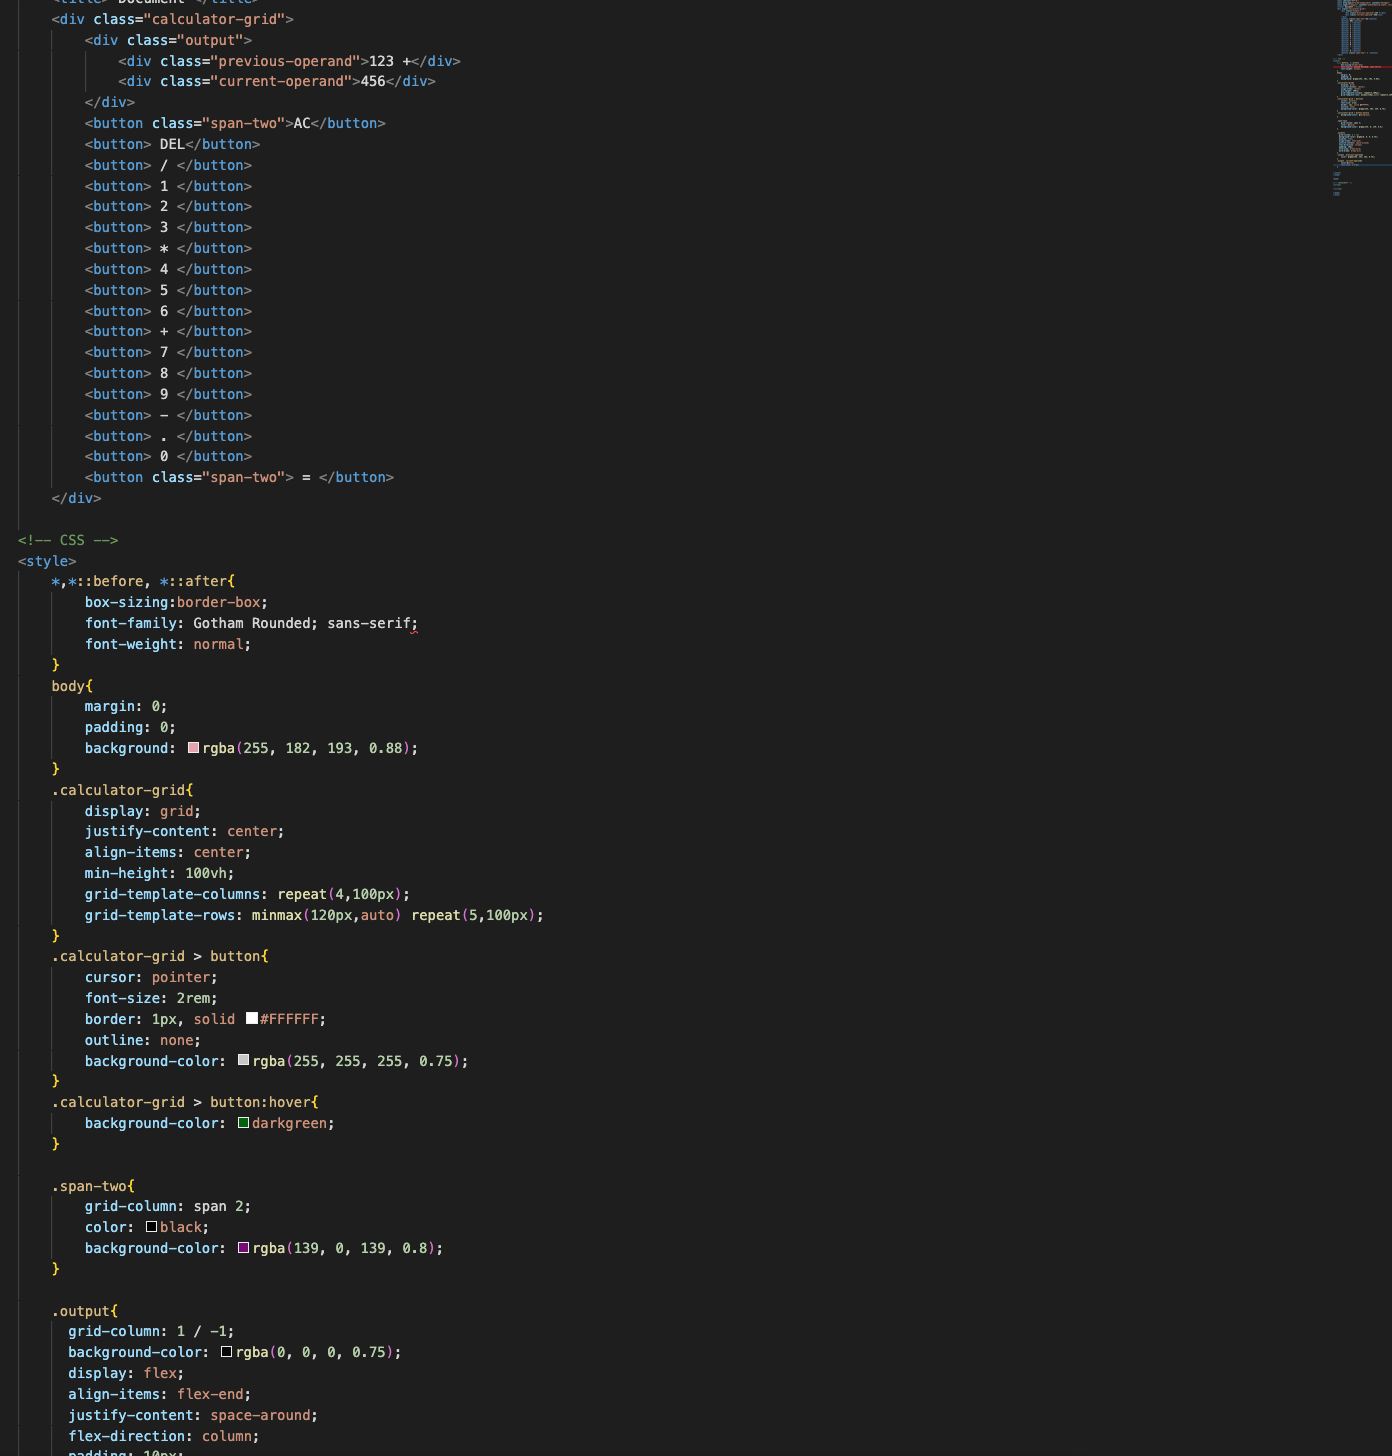 <title> Document </title>
<div class="calculator-grid">
<div class="output">
<div class="previous-operand">123 +</div>
<div class="current-operand">456</div>
</div>
<button class="span-two">AC</button>
<button> DEL</button>
<button> / </button>
<button> 1 </button>
<button> 2 </button>
<button> 3 </button>
<button> * </button>
<button> 4 </button>
<button> 5 </button>
<button> 6 </button>
<button> + </button>
<button> 7 </button>
<button> 8 </button>
<button> 9 </button>
<button> - </button>
<button> . </button>
<button> 0 </button>
<button class="span-two"> = </button>
</div>
<!-- CSS -->
<style>
*,*::before, *::after{
box-sizing:border-box;
font-family: Gotham Rounded; sans-serif;
font-weight: normal;
}
body{
margin: 0;
padding: 0;
background: rgba(255, 182, 193, 0.88);
}
.calculator-grid{
display: grid;
justify-content: center;
align-items: center;
min-height: 100vh;
grid-template-columns: repeat(4,100px);
grid-template-rows: minmax(120px,auto) repeat(5,100px);
}
.calculator-grid > button{
cursor: pointer;
font-size: 2rem;
border: 1px, solid #FFFFFF;
outline: none;
background-color: rgba(255, 255, 255, 0.75);
}
.calculator-grid > button:hover{
background-color: darkgreen;
}
.span-two{
grid-column: span 2;
color: black;
background-color: rgba(139, 0, 139, 0.8);
}
.output{
grid-column: 1 / -1;
background-color: rgba(0, 0, 0, 0.75);
display: flex;
align-items: flex-end;
justify-content: space-around;
flex-direction: column;
padding: 10px;